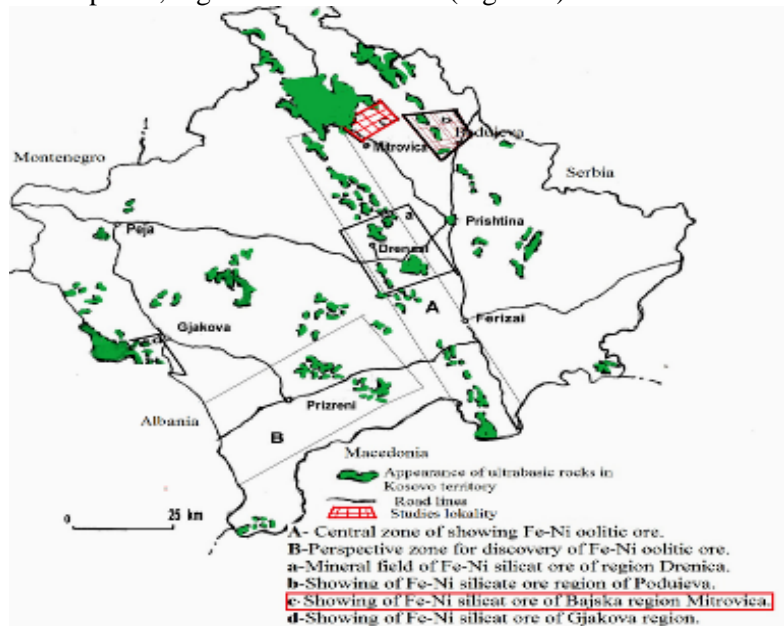 Montenegro
Mitrovica
Podujeva
Serbia
Peja
a
Prishtina
Drenasi
A
Ferizai
Gjakova
Prizreni
Albania
B
Macedonia
Appearance of ultrabasic rocks in
Kosovo territory
Road lines
Studies lokality
0 25 km
A- Central zone of showing Fe-Ni oolitic ore.
B-Perspective zone for discovery of Fe-Ni oolitic ore.
a-Mineral field of Fe-Ni silicat ore of region Drenica.
b-Showing of Fe-Ni silicate ore region of Podujeva.
c-Showing of Fe-Ni silicat ore of Bajska region Mitrovica.
d-Showing of Fe-Ni silicat ore of Gjakova region.